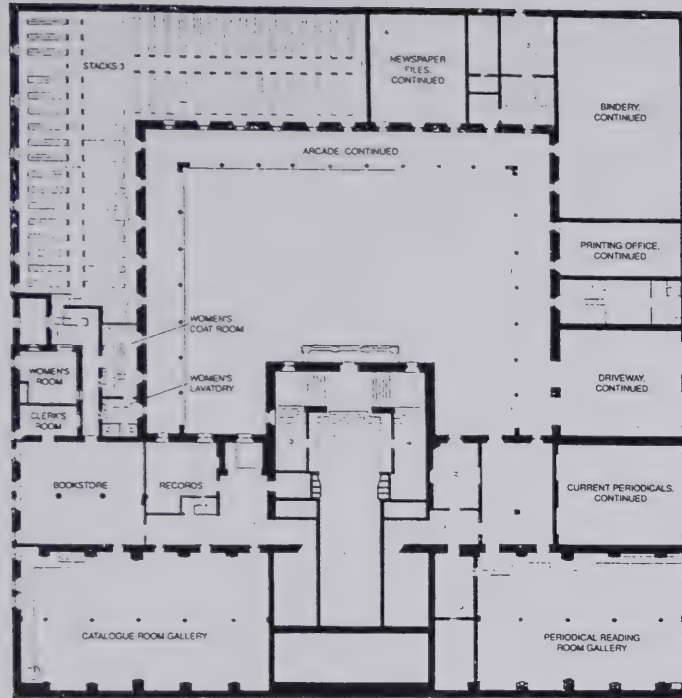 STACKS 3
NEWSPAPER
FILES,
CONTINUED
BINDERY,
CONTINUED
ARCADE CONTINUED
PRINTING OFFICE,
CONTINUED
WOMEN'S
COAT ROOM
WOMEN'S
ROOM
WOMEN'S
LAVATORY
DRIVEWAY,
CONTINUED
CLERK'S
ROOM
BOOKSTORE
RECORDS
CURRENT PERIODICALS,
CONTINUED
CATALOGUE ROOM GALLERY
PERIODICAL READING
ROOM GALLERY